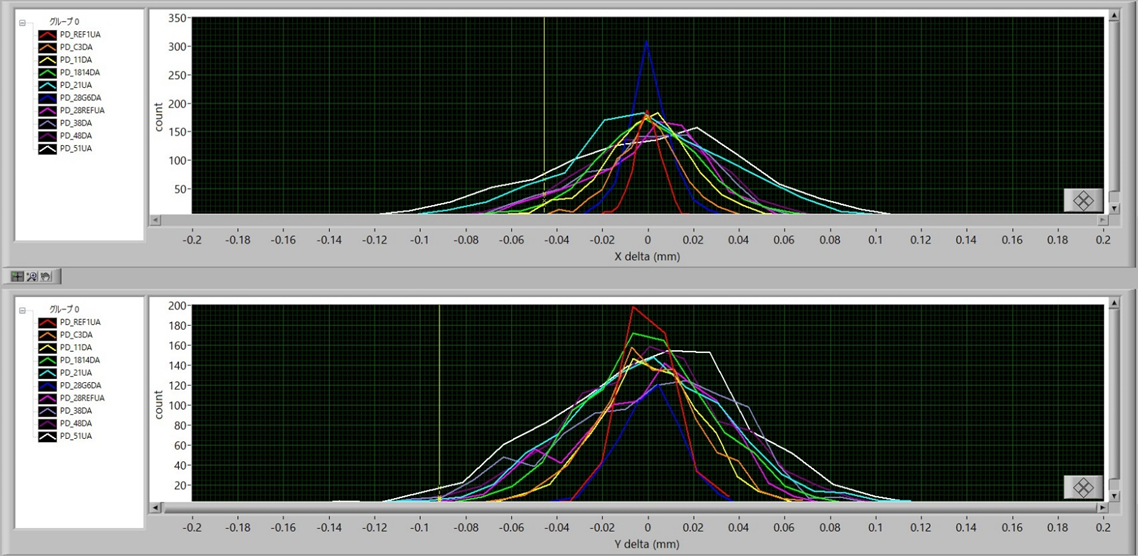 グループ 0
PD_REF1UA
PD_C3DA
PD_11DA
PD_1814DA
PD_21UA
PD_28G6DA
PD_28REFUA
PD_38DA
PD_48DA
PD_51UA
count
350
300
250
200
150
100
50
-0.2 -0.18 -0.16 -0.14 -0.12 -0.1 -0.08 -0.06 -0.04 -0.02 0 0.02 0.04 0.06 0.08 0.1 0.12 0.14 0.16 0.18 0.2
X delta (mm)
グループ 0
PD_REF1UA
PD_C3DA
PD_11DA
PD_1814DA
PD_21UA
PD_28G6DA
PD_28REFUA
PD_38DA
PD_48DA
PD_51UA
count
200
180
160
140
120
100
80
60
40
20
-0.2 -0.18 -0.16 -0.14 -0.12 -0.1 -0.08 -0.06 -0.04 -0.02 0 0.02 0.04 0.06 0.08 0.1 0.12 0.14 0.16 0.18 0.2
Y delta (mm)